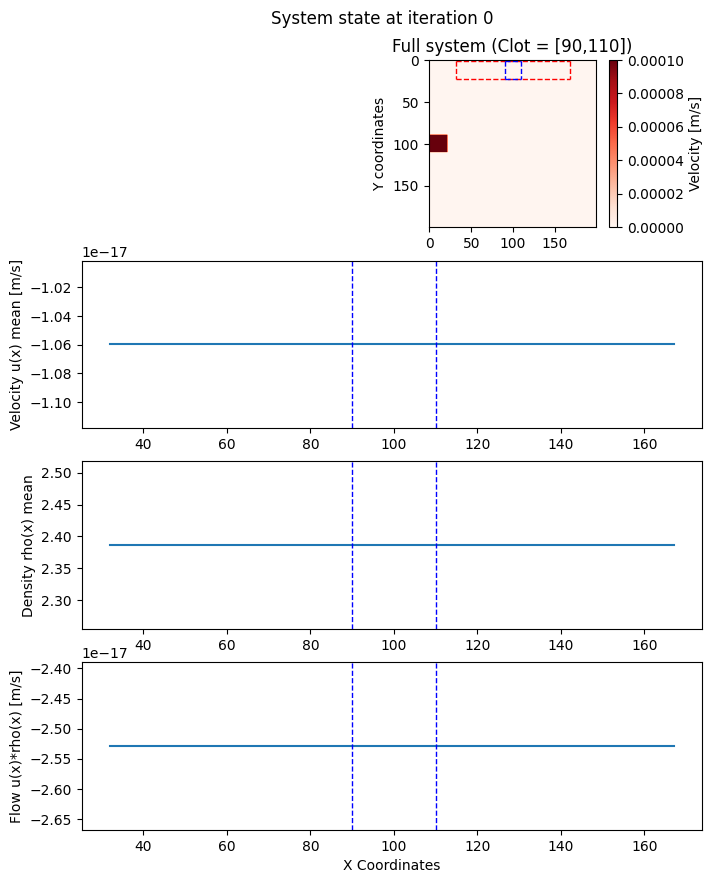 System state at iteration 0
Full system (Clot = [90,110])
Y coordinates
0
50
100
150
0 50 100 150
0.00010
0.00008
0.00006
0.00004
0.00002
0.00000
Velocity [m/s]
1e−17
Velocity u(x) mean [m/s]
−1.02
−1.04
−1.06
−1.08
−1.10
40 60 80 100 120 140 160
Density rho(x) mean
2.50
2.45
2.40
2.35
2.30
40 60 80 100 120 140 160
1e−17
Flow u(x)*rho(x) [m/s]
−2.40
−2.45
−2.50
−2.55
−2.60
−2.65
40 60 80 100 120 140 160
X Coordinates